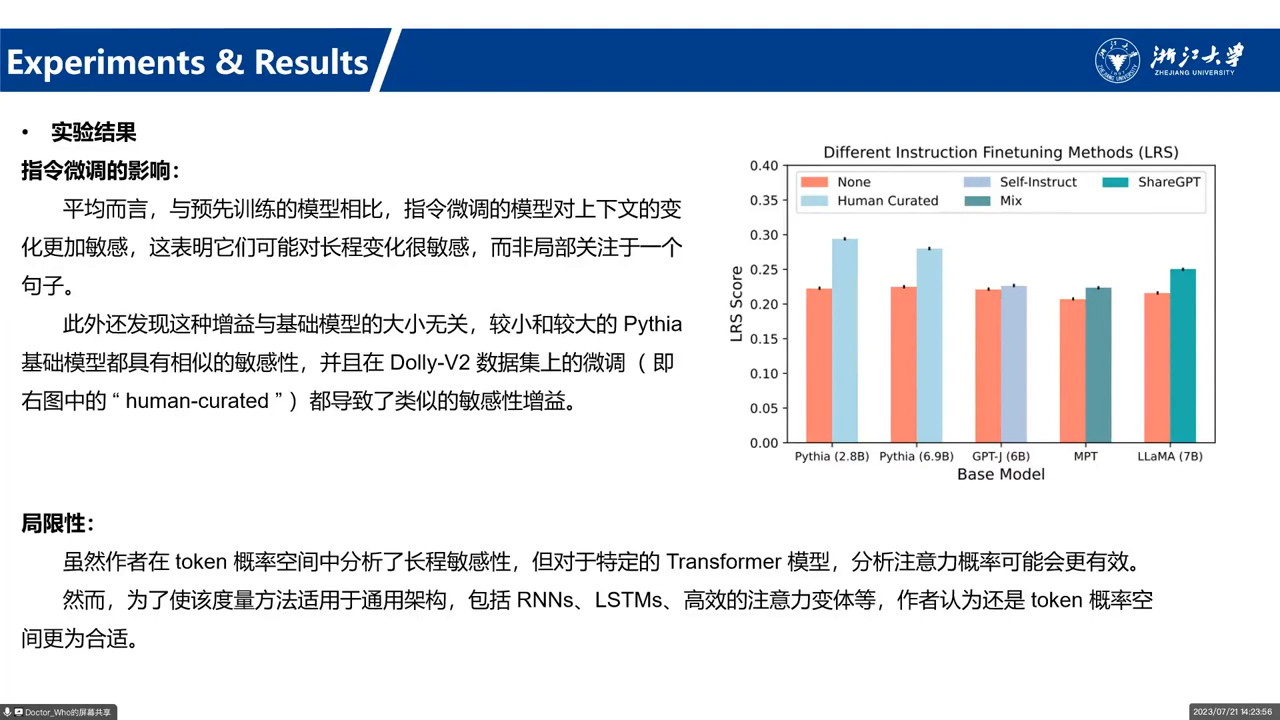 Experiments & Results
浙江大学
ZHEJIANG UNIVERSITY
• 实验结果
指令微调的影响：
平均而言，与预先训练的模型相比，指令微调的模型对上下文的变
化更加敏感，这表明它们可能对长程变化很敏感，而非局部关注于一个
句子。
此外还发现这种增益与基础模型的大小无关，较小和较大的 Pythia
基础模型都具有相似的敏感性，并且在 Dolly-V2 数据集上的微调（ 即
右图中的 “ human-curated ” ）都导致了类似的敏感性增益。
Different Instruction Finetuning Methods (LRS)
None
Human Curated
Self-Instruct
Mix
ShareGPT
LRS Score
0.40
0.35
0.30
0.25
0.20
0.15
0.10
0.05
0.00
Pythia (2.8B) Pythia (6.9B) GPT-J (6B) MPT LLaMA (7B)
Base Model
局限性：
虽然作者在 token 概率空间中分析了长程敏感性，但对于特定的 Transformer 模型，分析注意力概率可能会更有效。
然而，为了使该度量方法适用于通用架构，包括 RNNs、LSTMs、高效的注意力变体等，作者认为还是 token 概率空
间更为合适。
Doctor_Who的屏幕共享
2023/07/21 14:23:56